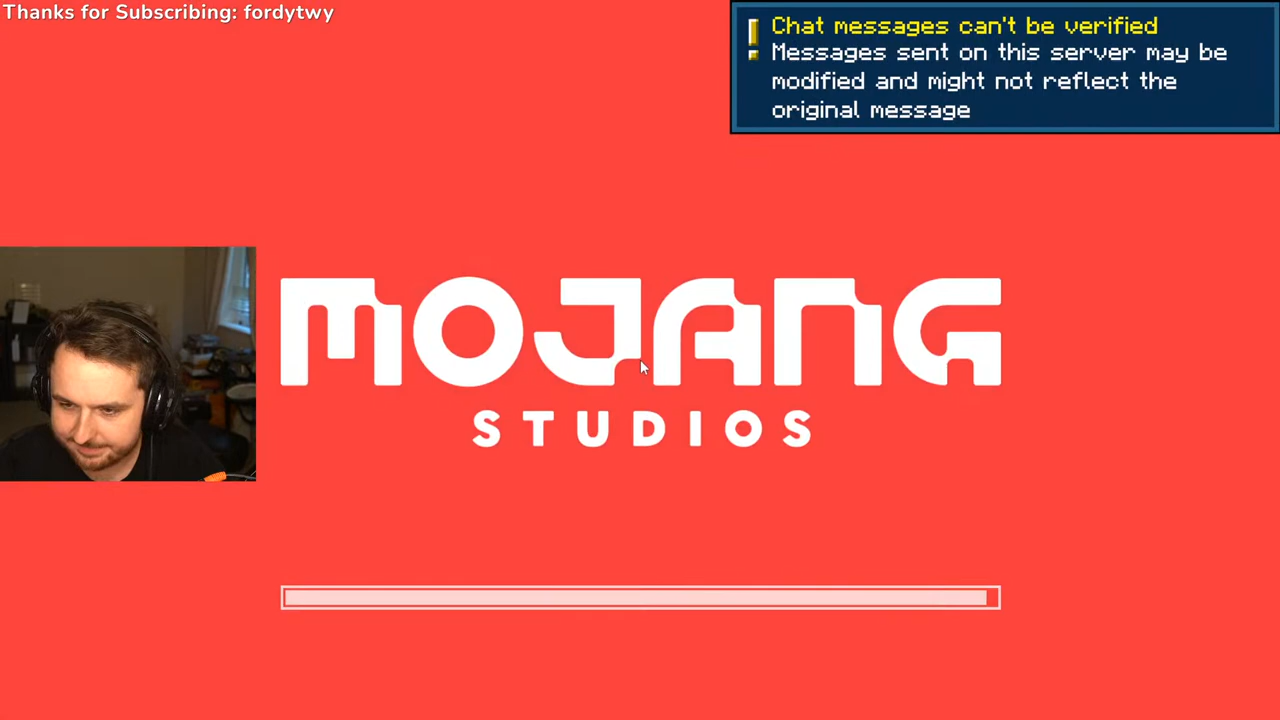 Thanks for Subscribing: fordytwy
Chat messages can't be verified
Messages sent on this server may be
modified and might not reflect the
original message
MOJANG
STUDIOS